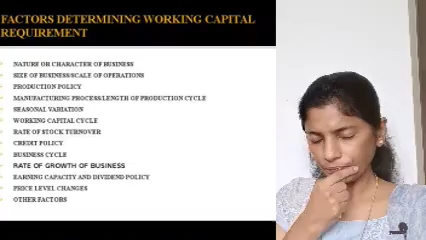 FACTORS DETERMINING WORKING CAPITAL
REQUIREMENT
NATURE OR CHARACTER OF BUSINESS
SIZE OF BUSINESS/SCALE OF OPERATIONS
PRODUCTION POLICY
MANUFACTURING PROCESS/LENGTH OF PRODUCTION CYCLE
SEASONAL VARIATION
WORKING CAPITAL CYCLE
RATE OF STOCK TURNOVER
CREDIT POLICY
BUSINESS CYCLE
RATE OF GROWTH OF BUSINESS
EARNING CAPACITY AND DIVIDEND POLICY
PRICE LEVEL CHANGES
OTHER FACTORS